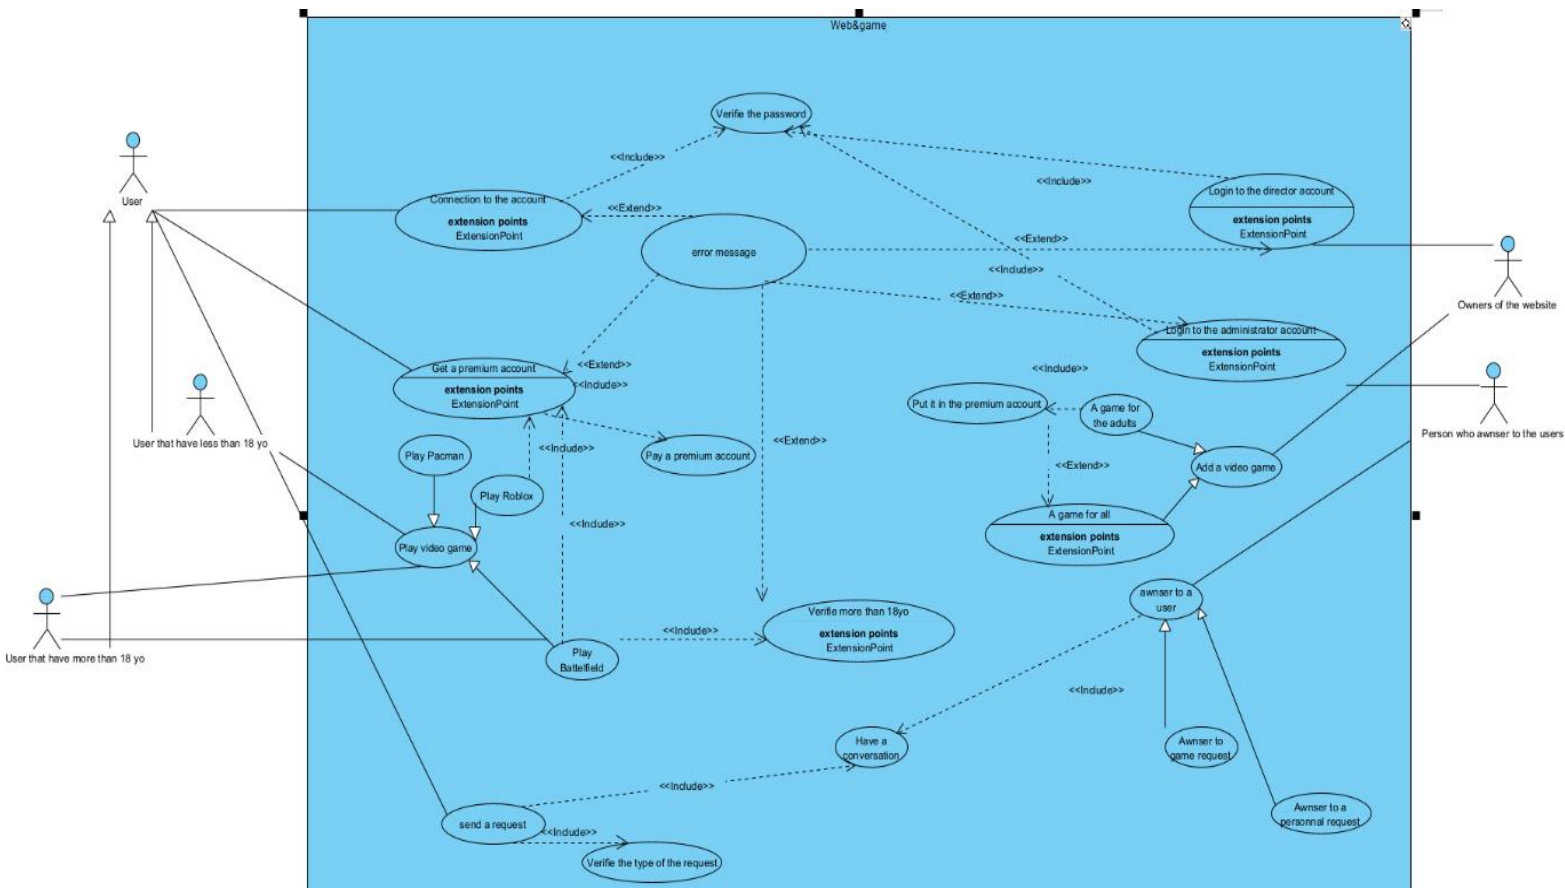 Web&game
Verifie the password
<<Include>>
User
Connection to the account
extension points
ExtensionPoint
<<Extend>>
error message
<<Include>>
Login to the director account
extension points
ExtensionPoint
<<Extend>>
<<Include>>
<<Extend>>
Owners of the website
Login to the administrator account
extension points
ExtensionPoint
Get a premium account
extension points
ExtensionPoint
<<Extend>>
<<Include>>
<<Include>>
Put it in the premium account
A game for
the adults
Person who awnser to the users
User that have less than 18 yo
Play Pacman
<<Include>>
Pay a premium account
<<Extend>>
<<Extend>>
Add a video game
Play Roblox
<<Include>>
A game for all
extension points
ExtensionPoint
Play video game
awnser to a
user
Verifie more than 18yo
extension points
ExtensionPoint
<<Include>>
User that have more than 18 yo
Play
Battelfield
<<Include>>
Have a
conversation
Awnser to
game request
<<Include>>
send a request
<<Include>>
Awnser to a
personnal request
Verifie the type of the request